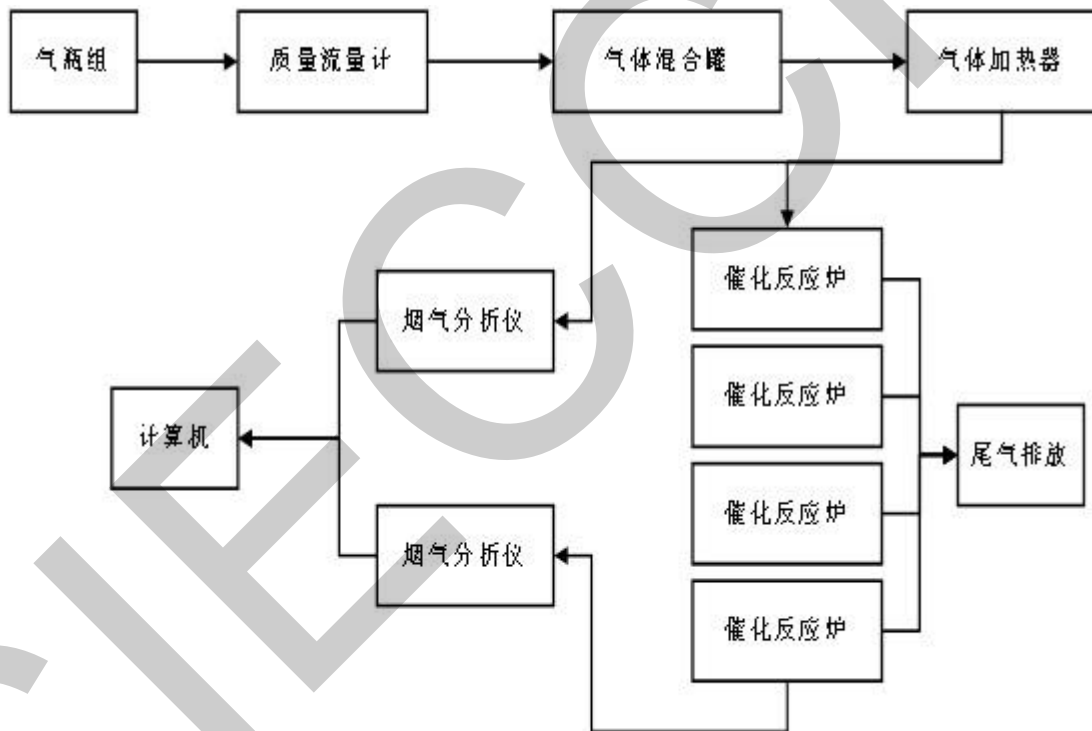 气瓶组
质量流量计
气体混合罐
气体加热器
催化反应炉
烟气分析仪
催化反应炉
计算机
尾气排放
催化反应炉
烟气分析仪
催化反应炉